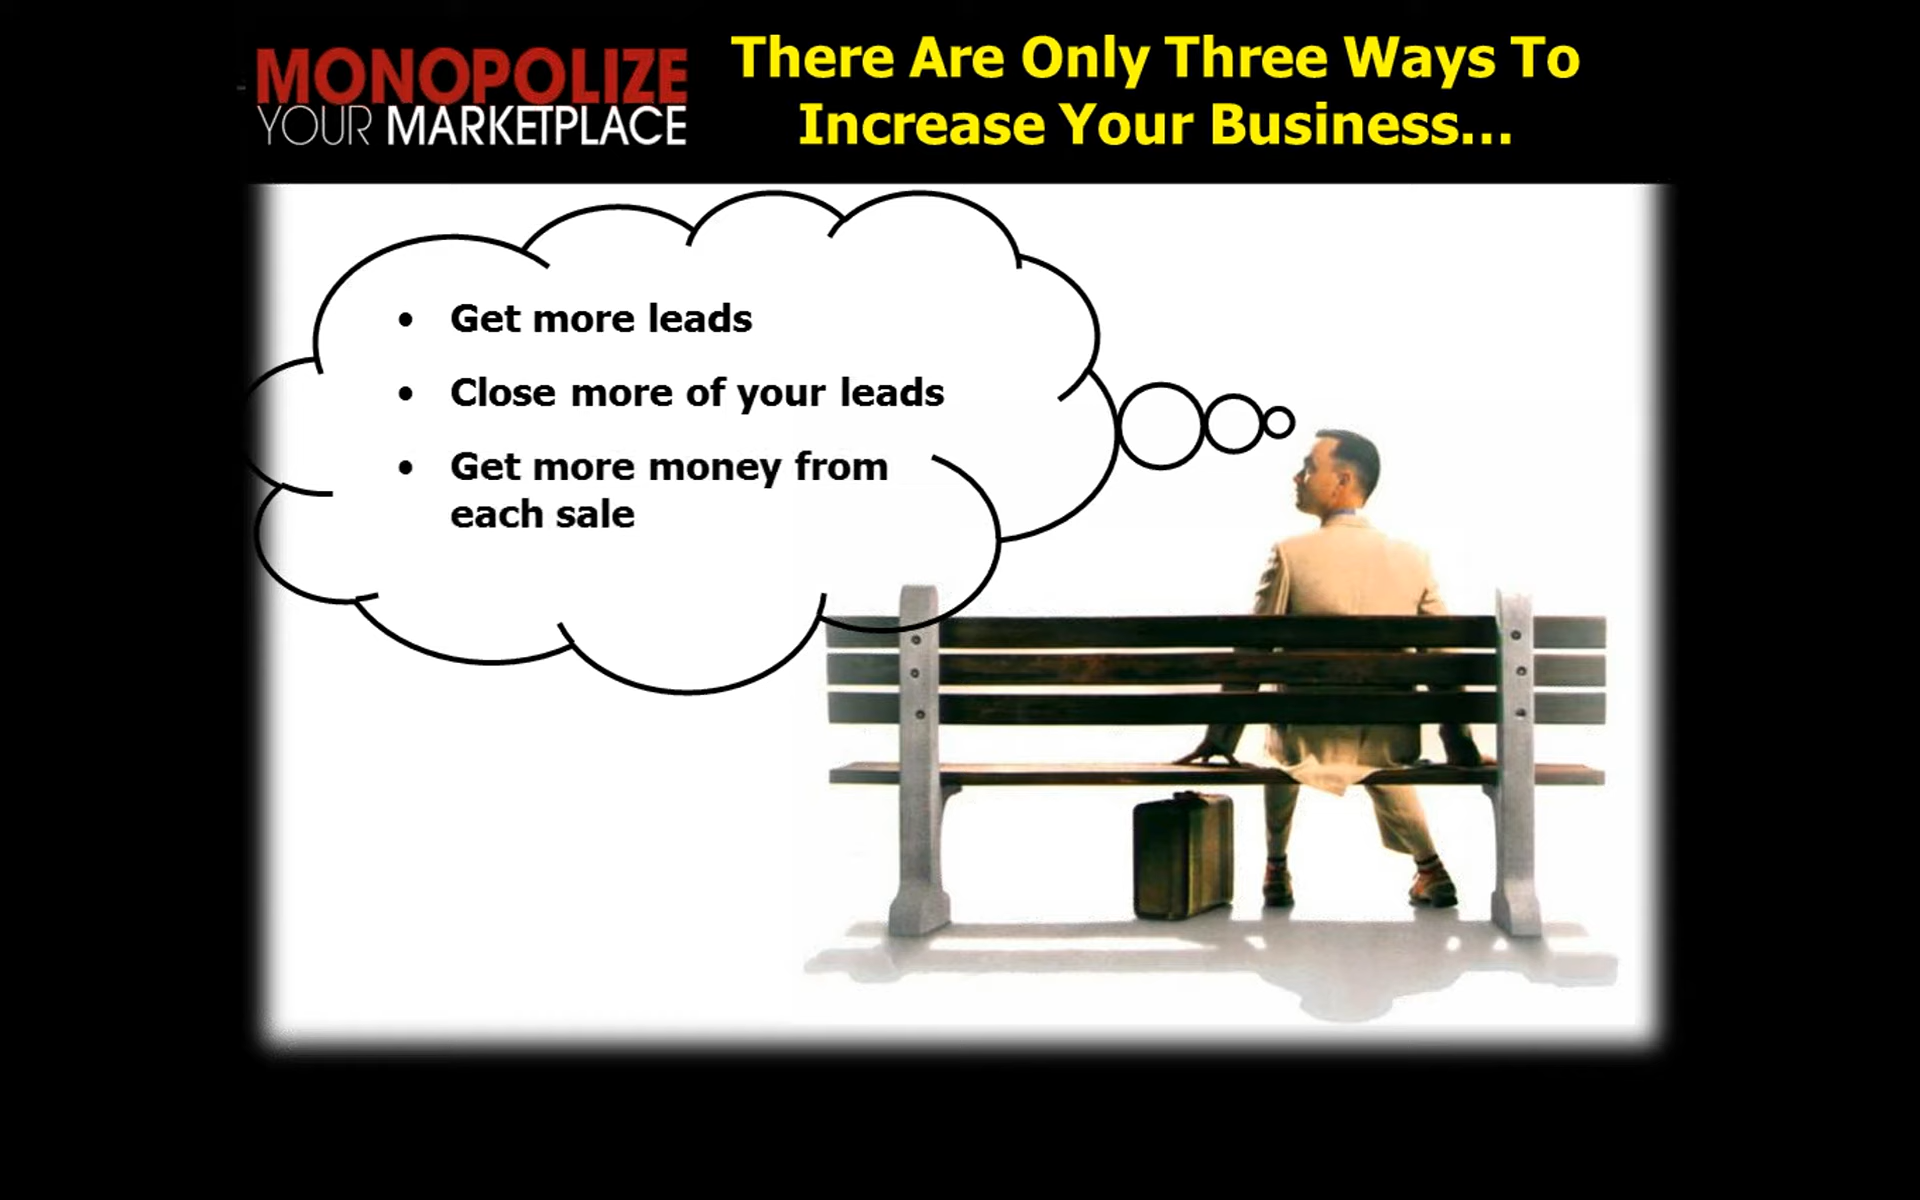 MONOPOLIZE
YOUR MARKETPLACE
There Are Only Three Ways To
Increase Your Business...
• Get more leads
• Close more of your leads
• Get more money from
each sale